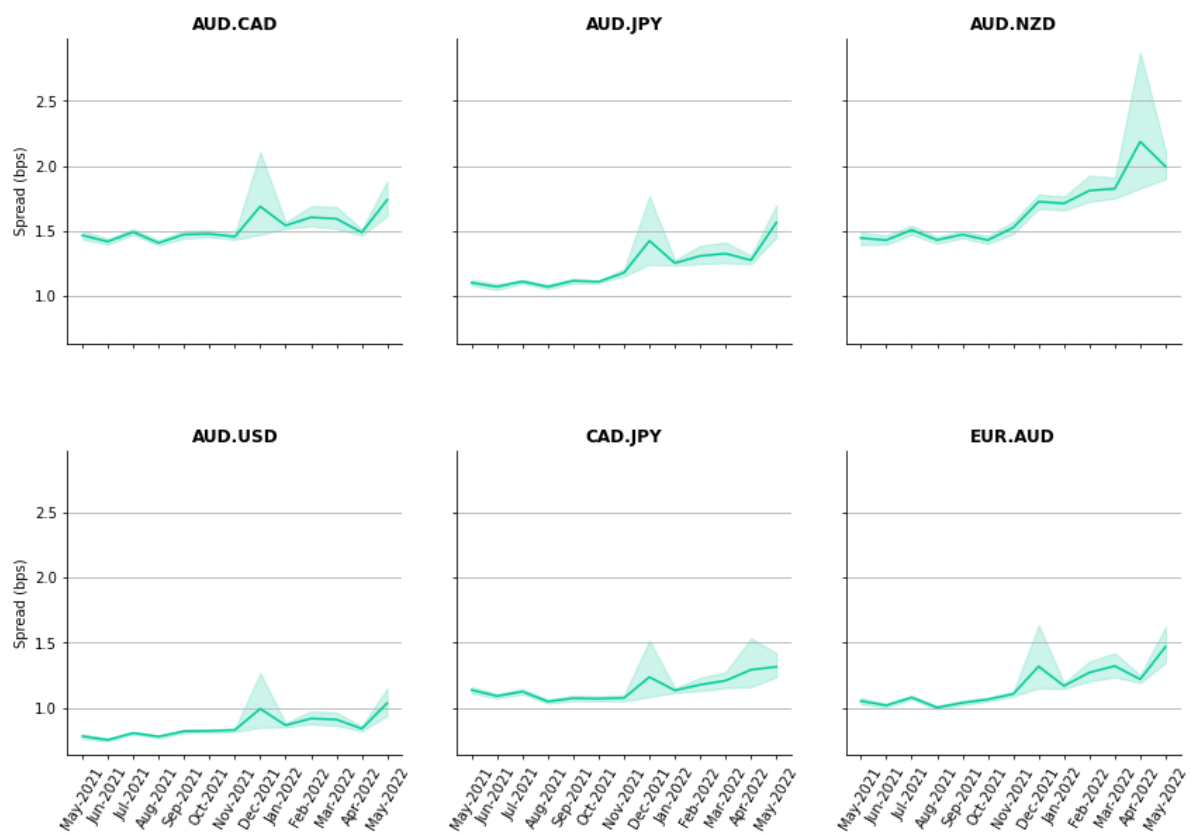 AUD.CAD AUD.JPY AUD.NZD
Spread (bps)
2.5
2.0
1.5
1.0
AUD.USD CAD.JPY EUR.AUD
Spread (bps)
2.5
2.0
1.5
1.0
May-2021 Jun-2021 Jul-2021 Aug-2021 Sep-2021 Oct-2021 Nov-2021 Dec-2021 Jan-2022 Feb-2022 Mar-2022 Apr-2022 May-2022
May-2021 Jun-2021 Jul-2021 Aug-2021 Sep-2021 Oct-2021 Nov-2021 Dec-2021 Jan-2022 Feb-2022 Mar-2022 Apr-2022 May-2022
May-2021 Jun-2021 Jul-2021 Aug-2021 Sep-2021 Oct-2021 Nov-2021 Dec-2021 Jan-2022 Feb-2022 Mar-2022 Apr-2022 May-2022